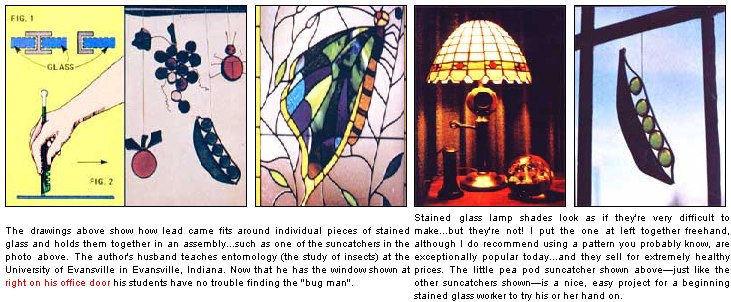 FIG. 1
GLASS
FIG. 2
The drawings above show how lead came fits around individual pieces of stained
glass and holds them together in an assembly...such as one of the suncatchers in the
photo above. The author's husband teaches entomology (the study of insects) at the
University of Evansville in Evansville, Indiana. Now that he has the window shown at
right on his office door his students have no trouble finding the "bug man".
Stained glass lamp shades look as if they're very difficult to
make...but they're not! I put the one at left together freehand,
although I do recommend using a pattern you probably know, are
exceptionally popular today...and they sell for extremely healthy
prices. The little pea pod suncatcher shown above—just like the
other suncatchers shown—is a nice, easy project for a beginning
stained glass worker to try his or her hand on.